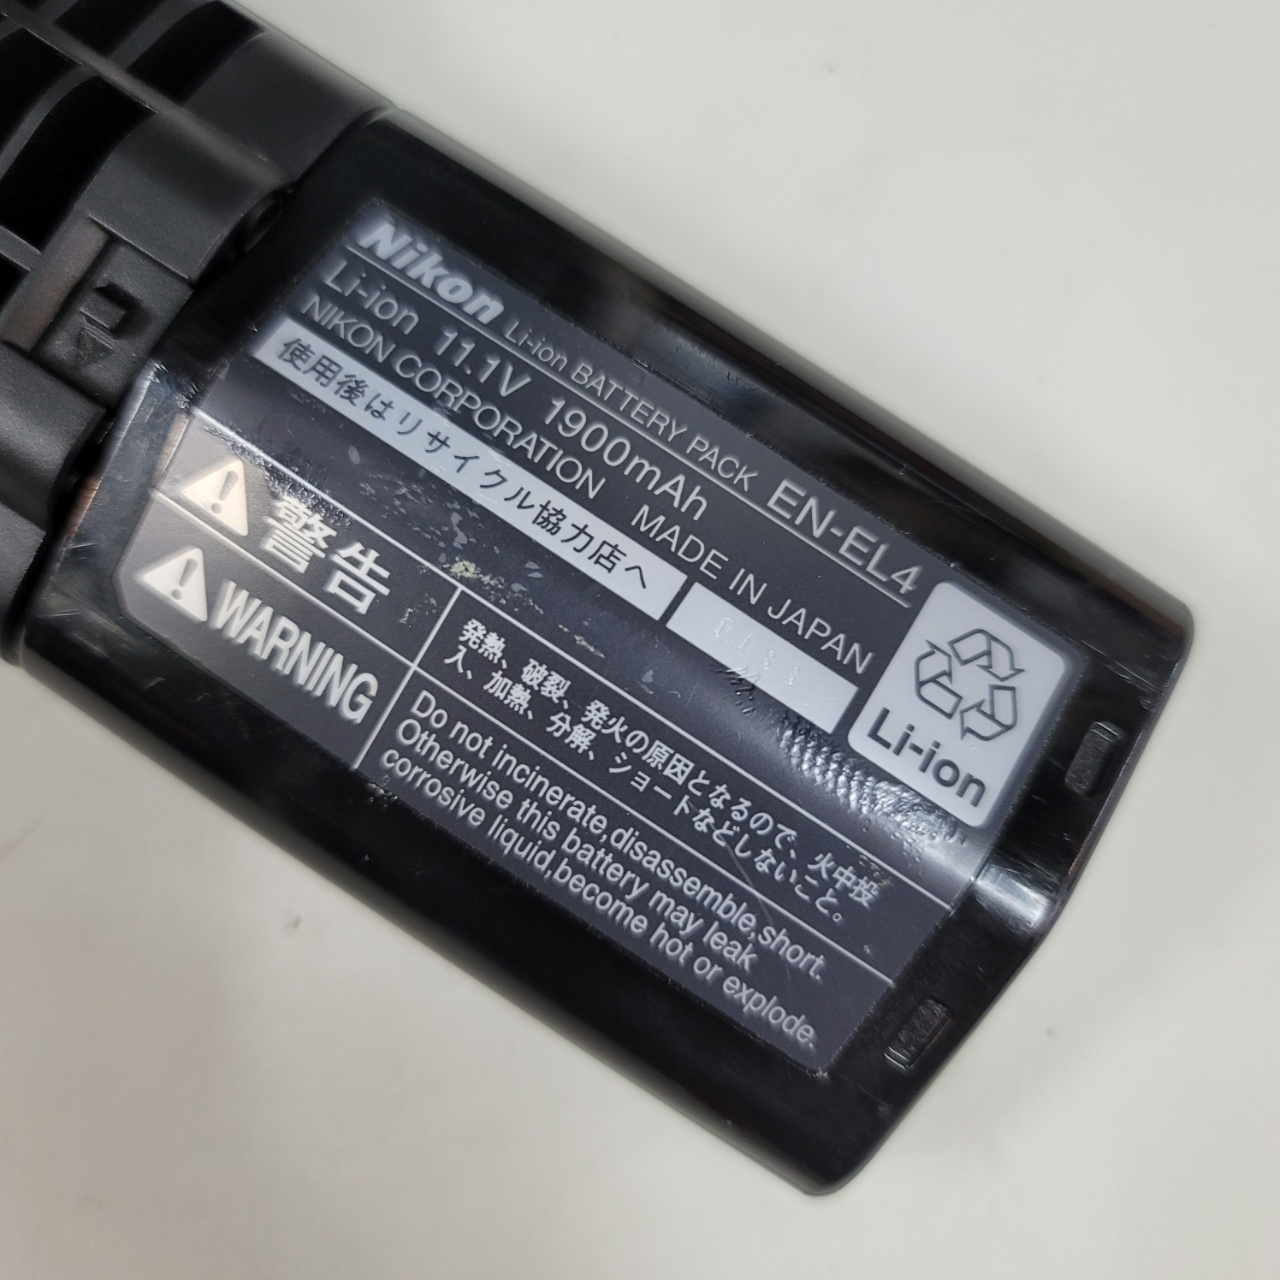 Nikon Li-ion BATTERY PACK EN-EL4
Li-ion 11.1V 1900mAh
NIKON CORPORATION MADE IN JAPAN
使用後はリサイクル協力店へ
Li-ion
警告
発熱、破裂、発火の原因となるので、火中投
入、加熱、分解、ショートなどしないこと。
WARNING
Do not incinerate,disassemble,short.
Otherwise this battery may leak
corrosive liquid,become hot or explode.